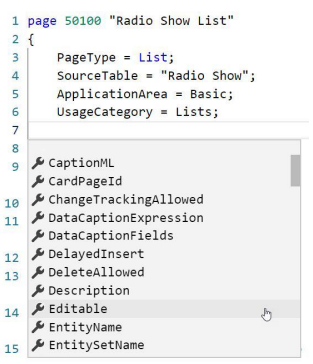 1 page 50100 "Radio Show List"
2 {
3 PageType = List;
4 SourceTable = "Radio Show";
5 ApplicationArea = Basic;
6 UsageCategory = Lists;
7
8
9 CaptionML
CardPageId
10 ChangeTrackingAllowed
11 DataCaptionExpression
DataCaptionFields
12 DelayedInsert
13 DeleteAllowed
Description
14 Editable
EntityName
15 EntitySetName